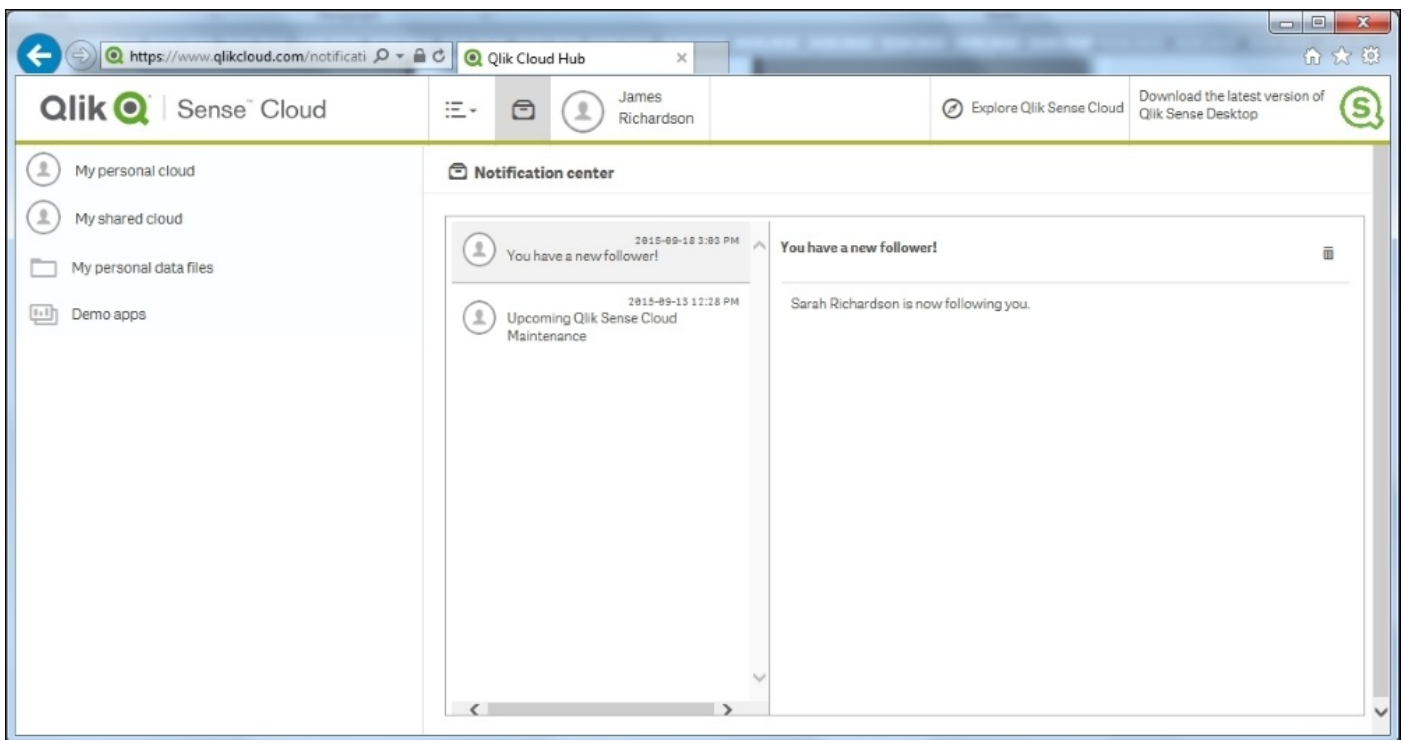 https://www.qlikcloud.com/notificati
Qlik Cloud Hub
Qlik Sense™ Cloud
James
Richardson
Explore Qlik Sense Cloud
Download the latest version of
Qlik Sense Desktop
My personal cloud
My shared cloud
My personal data files
Demo apps
Notification center
2015-09-18 3:03 PM
You have a new follower!
2015-09-13 12:28 PM
Upcoming Qlik Sense Cloud
Maintenance
You have a new follower!
Sarah Richardson is now following you.